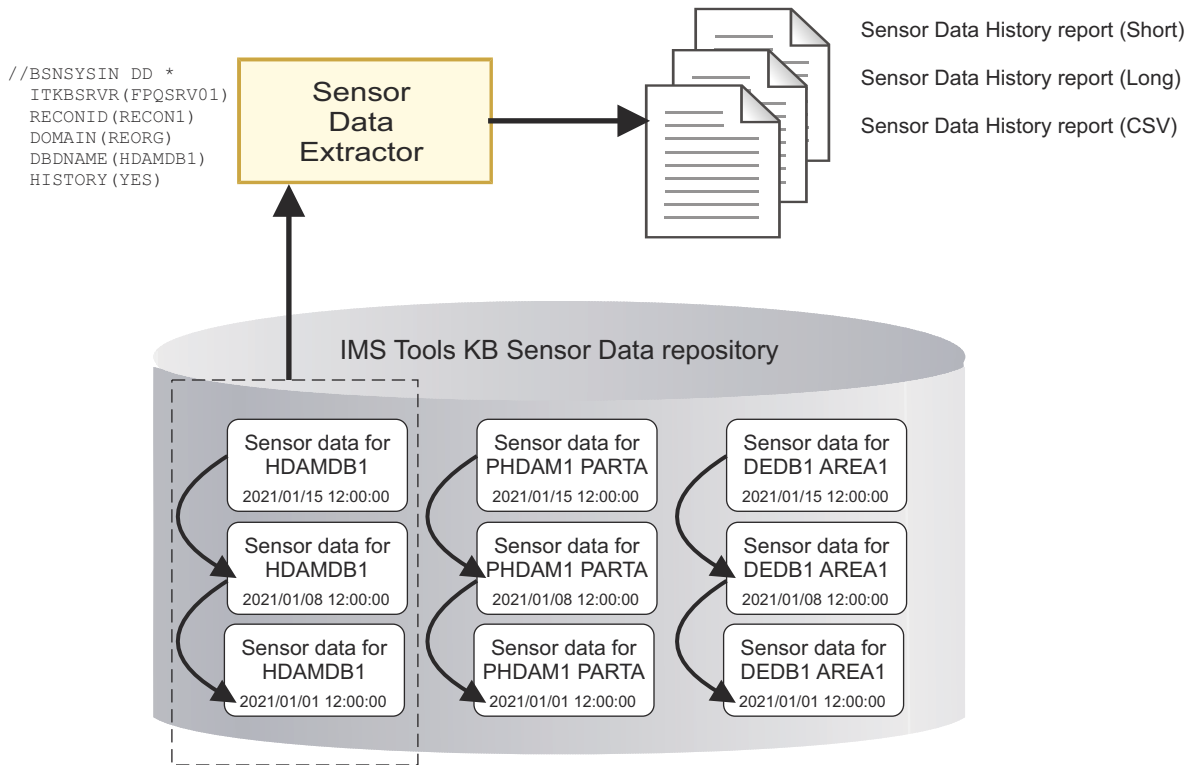 Sensor Data History report (Short)
Sensor Data History report (Long)
Sensor Data History report (CSV)
//BSNSYSIN DD *
ITKBSRVR(FPQSRV01)
RECONID(RECON1)
DOMAIN(REORG)
DBDNAME(HDAMDB1)
HISTORY(YES)
Sensor
Data
Extractor
IMS Tools KB Sensor Data repository
Sensor data for
HDAMDB1
2021/01/15 12:00:00
Sensor data for
HDAMDB1
2021/01/08 12:00:00
Sensor data for
HDAMDB1
2021/01/01 12:00:00
Sensor data for
PHDAM1 PARTA
2021/01/15 12:00:00
Sensor data for
PHDAM1 PARTA
2021/01/08 12:00:00
Sensor data for
PHDAM1 PARTA
2021/01/01 12:00:00
Sensor data for
DEDB1 AREA1
2021/01/15 12:00:00
Sensor data for
DEDB1 AREA1
2021/01/08 12:00:00
Sensor data for
DEDB1 AREA1
2021/01/01 12:00:00